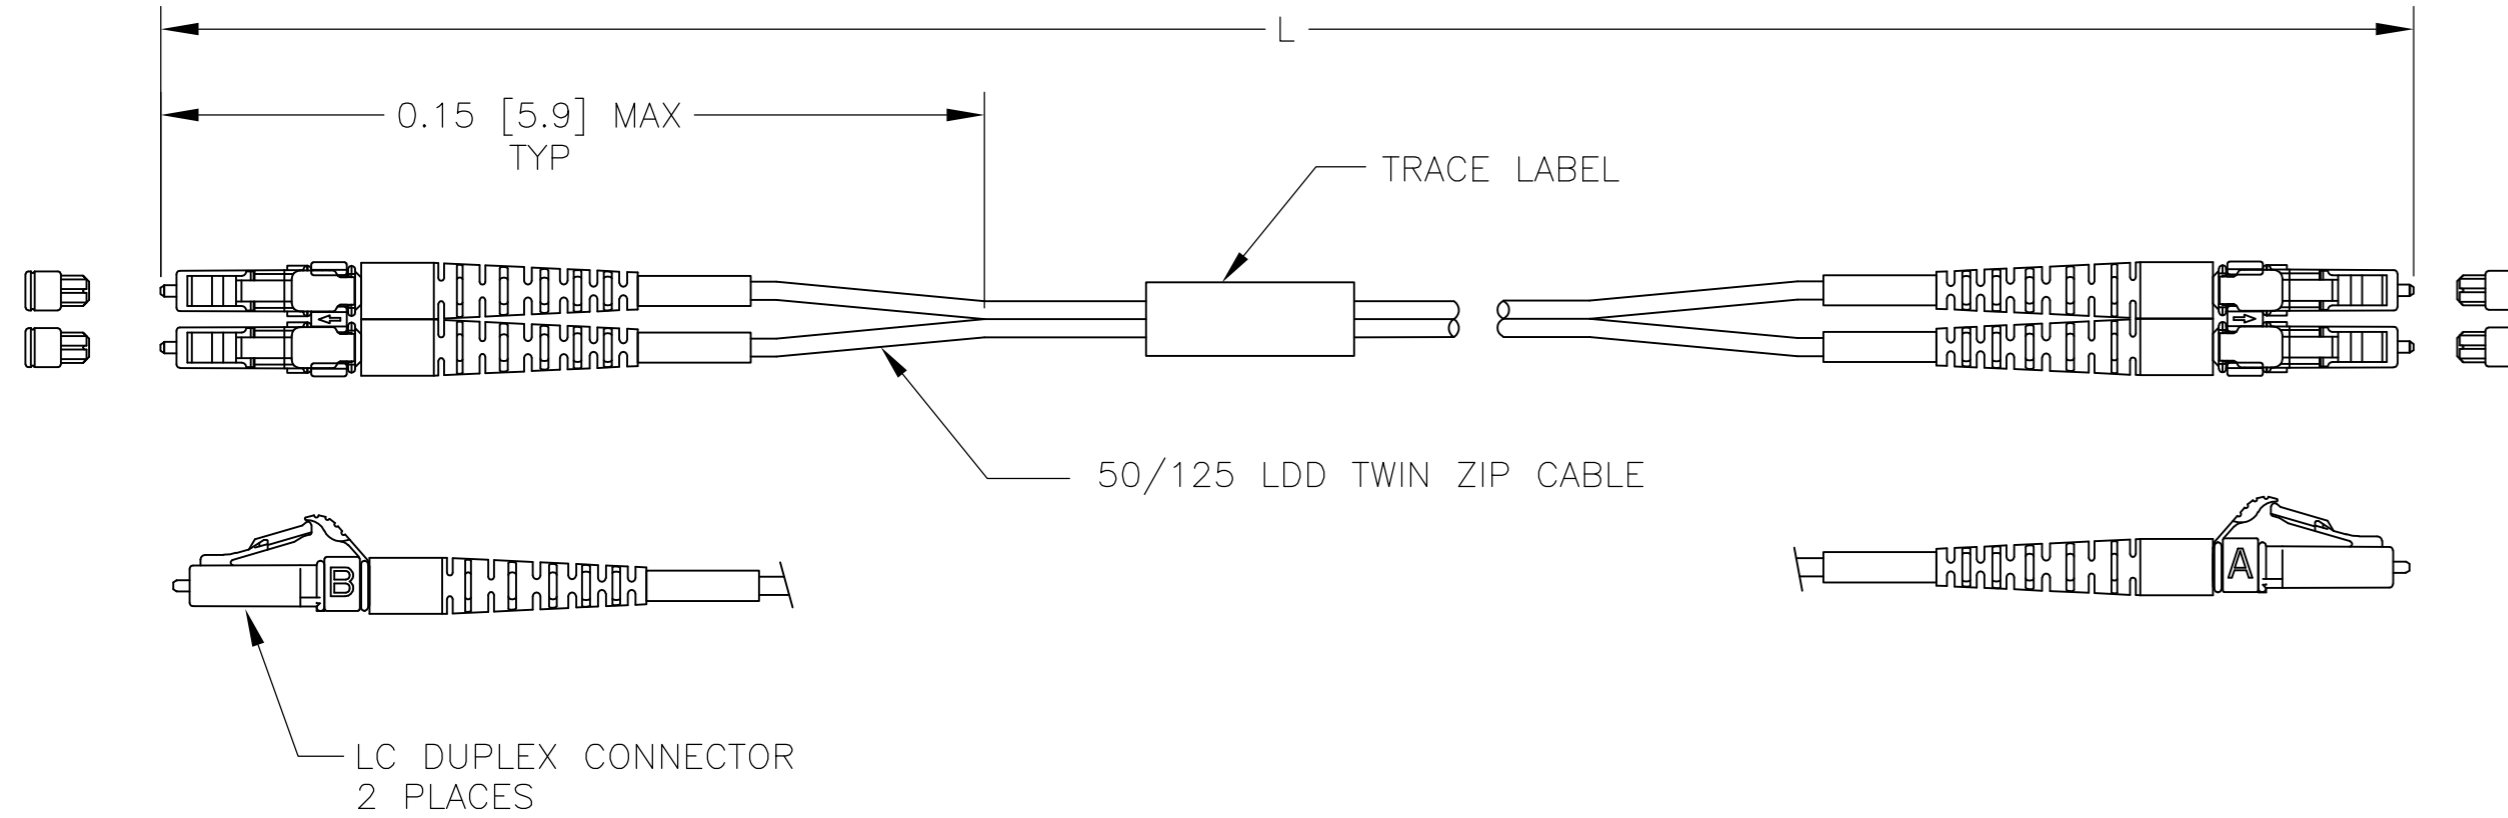 L
0.15 [5.9] MAX
TYP
TRACE LABEL
50/125 LDD TWIN ZIP CABLE
B
A
LC DUPLEX CONNECTOR
2 PLACES